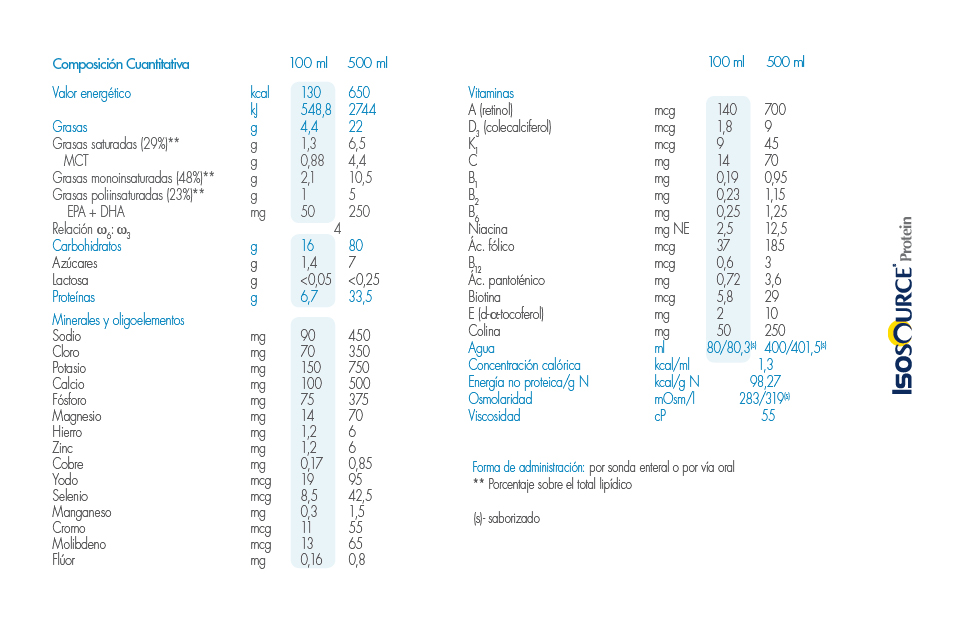 Composición Cuantitativa 100 ml 500 ml
Valor energético kcal 130 650
kJ 548,8 2744
Grasas g 4,4 22
Grasas saturadas (29%)** g 1,3 6,5
MCT g 0,88 4,4
Grasas monoinsaturadas (48%)** g 2,1 10,5
Grasas poliinsaturadas (23%)** g 1 5
EPA + DHA mg 50 250
Relación ω6: ω3 4
Carbohidratos g 16 80
Azúcares g 1,4 7
Lactosa g <0,05 <0,25
Proteínas g 6,7 33,5
Minerales y oligoelementos
Sodio mg 90 450
Cloro mg 70 350
Potasio mg 150 750
Calcio mg 100 500
Fósforo mg 75 375
Magnesio mg 14 70
Hierro mg 1,2 6
Zinc mg 1,2 6
Cobre mg 0,17 0,85
Yodo mcg 19 95
Selenio mcg 8,5 42,5
Manganeso mg 0,3 1,5
Cromo mcg 11 55
Molibdeno mcg 13 65
Flúor mg 0,16 0,8
100 ml 500 ml
Vitaminas
A (retinol) mcg 140 700
D3 (colecalciferol) mcg 1,8 9
K1 mcg 9 45
C mg 14 70
B1 mg 0,19 0,95
B2 mg 0,23 1,15
B6 mg 0,25 1,25
Niacina mg NE 2,5 12,5
Ác. fólico mcg 37 185
B12 mcg 0,6 3
Ác. pantoténico mg 0,72 3,6
Biotina mcg 5,8 29
E (d-α-tocoferol) mg 2 10
Colina mg 50 250
Agua ml 80/80,3(s) 400/401,5(s)
Concentración calórica kcal/ml 1,3
Energía no proteica/g N kcal/g N 98,27
Osmolaridad mOsm/l 283/319(s)
Viscosidad cP 55
Forma de administración: por sonda enteral o por vía oral
** Porcentaje sobre el total lipídico
(s)- saborizado
ISOSOURCE® Protein